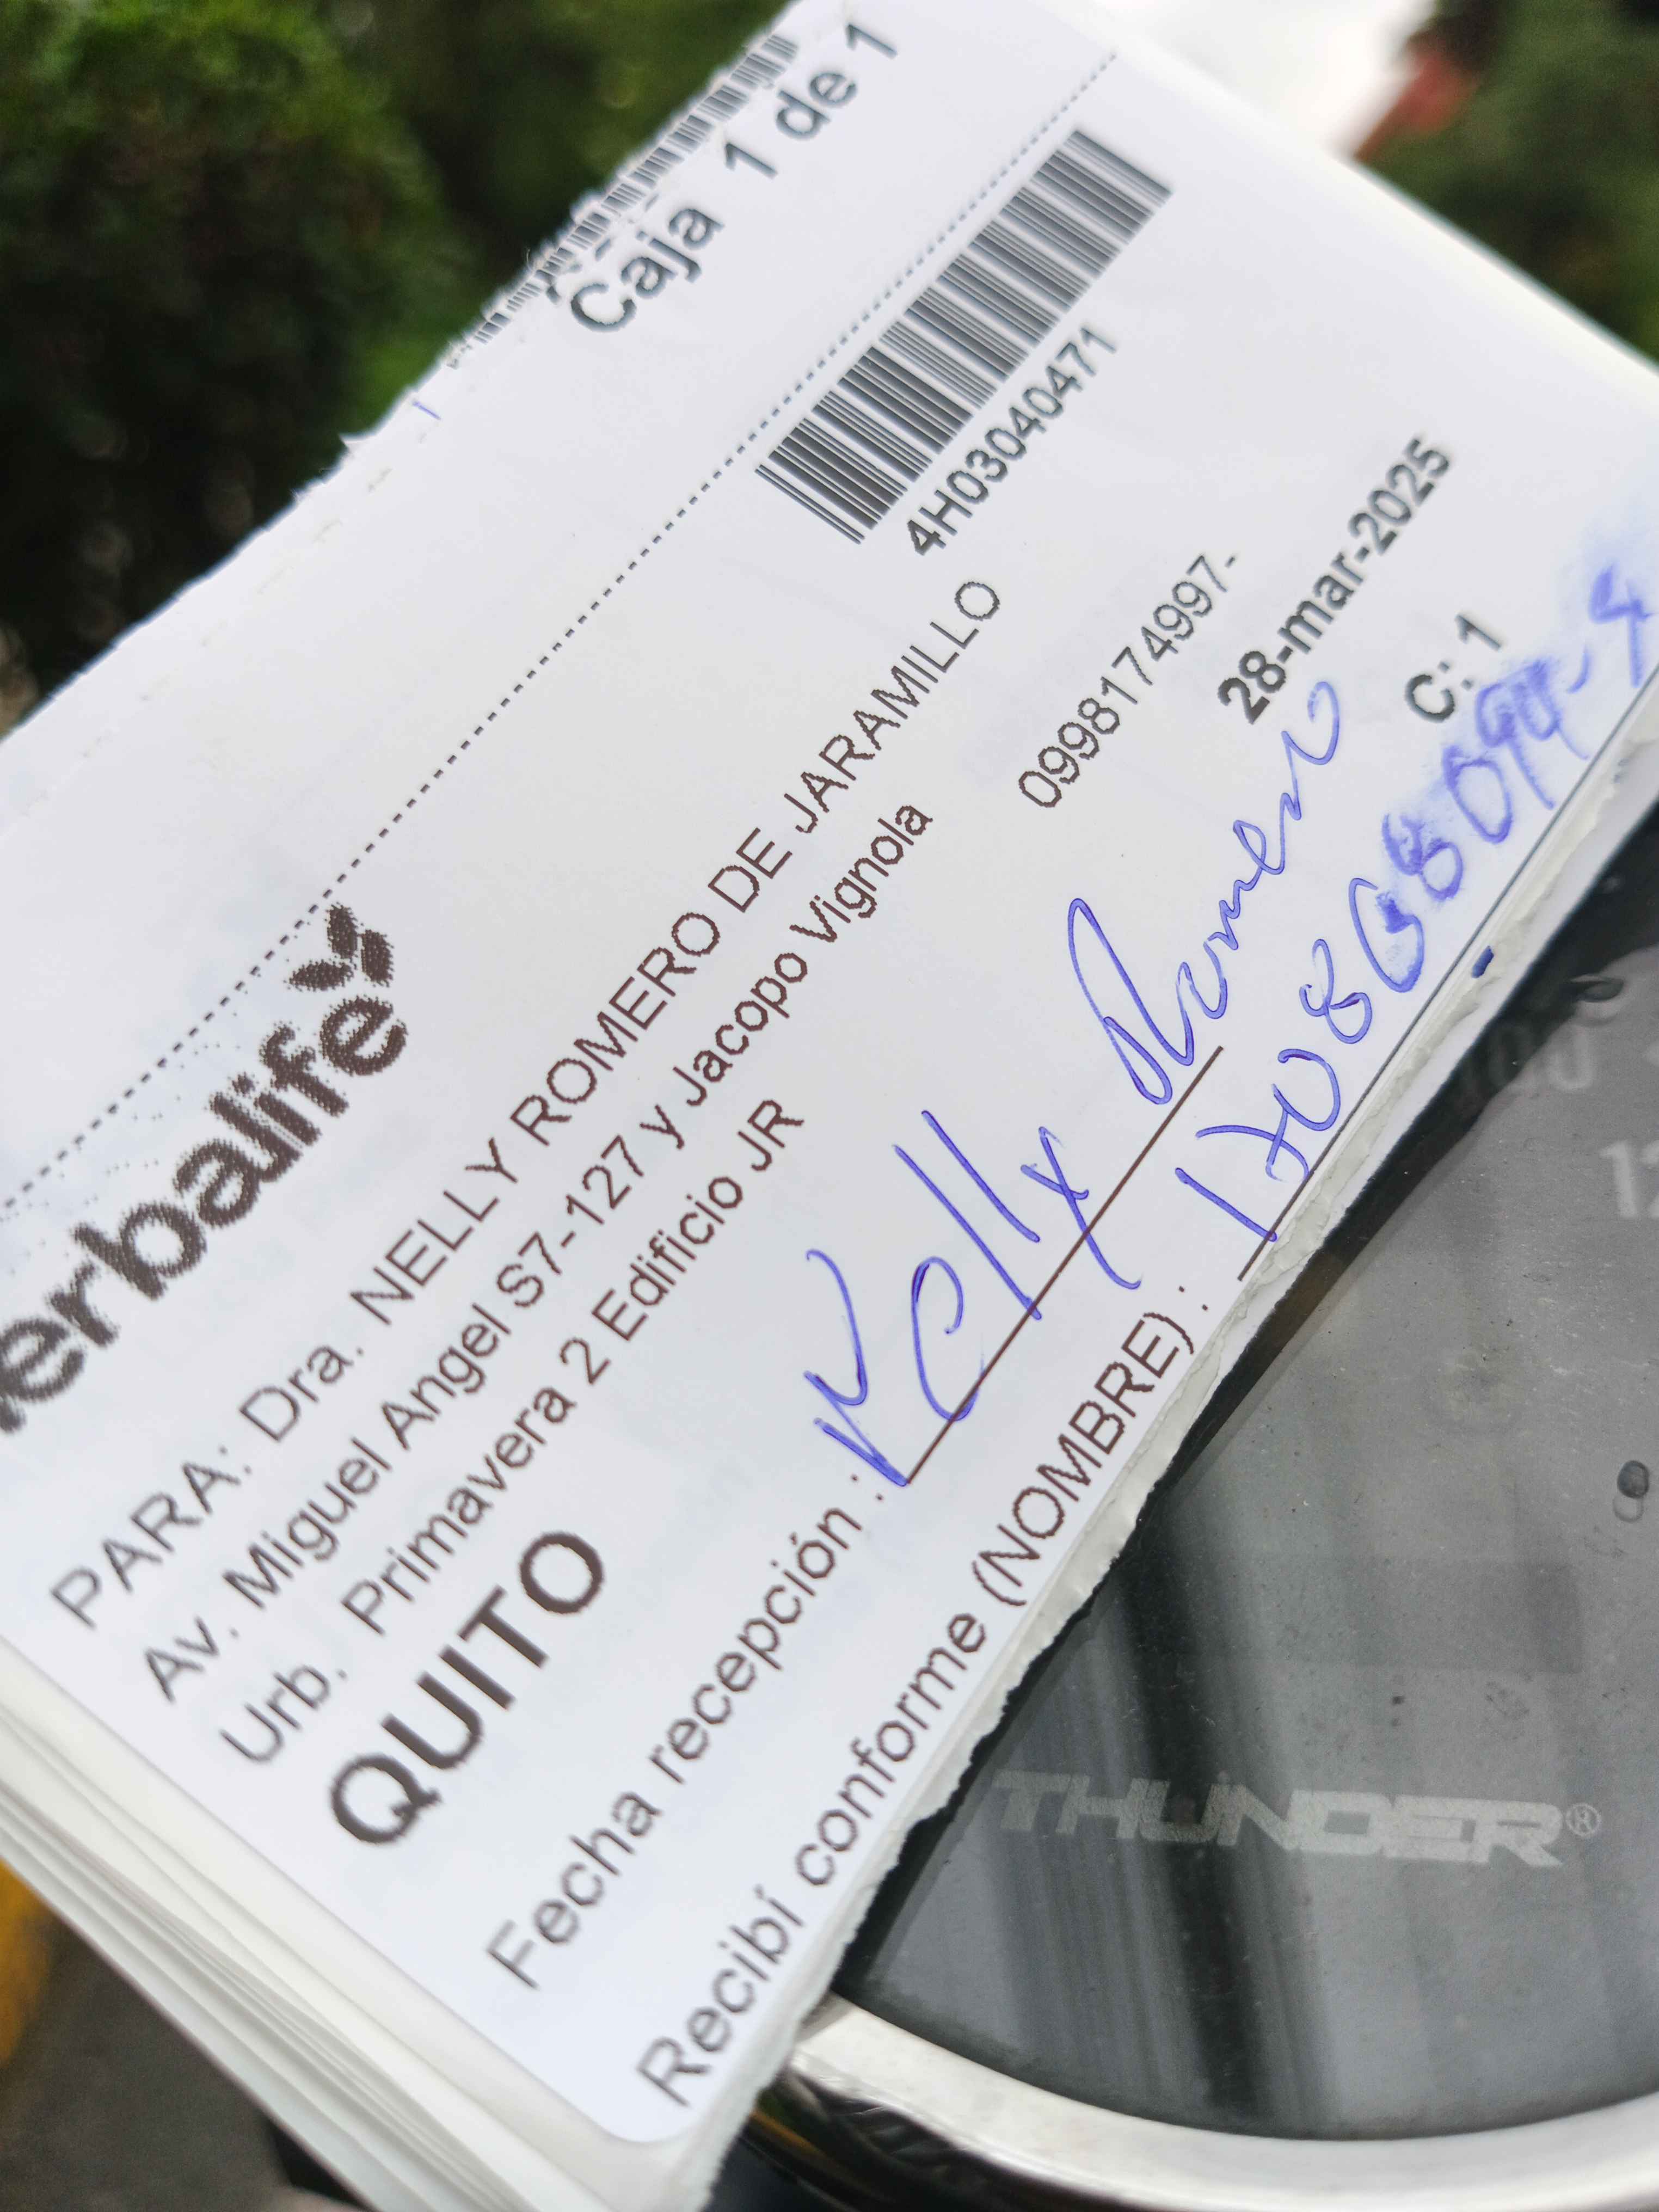 Caja 1 de 1
erbalife
4H03040471
PARA: Dra. NELLY ROMERO DE JARAMILLO
Av. Miguel Angel S7-127 y Jacopo Vignola
0998174997-
Urb. Primavera 2 Edificio JR
28-mar-2025
QUITO
C: 1
Fecha recepción : Nelly Romero
Recibí conforme (NOMBRE) :
THUNDER®